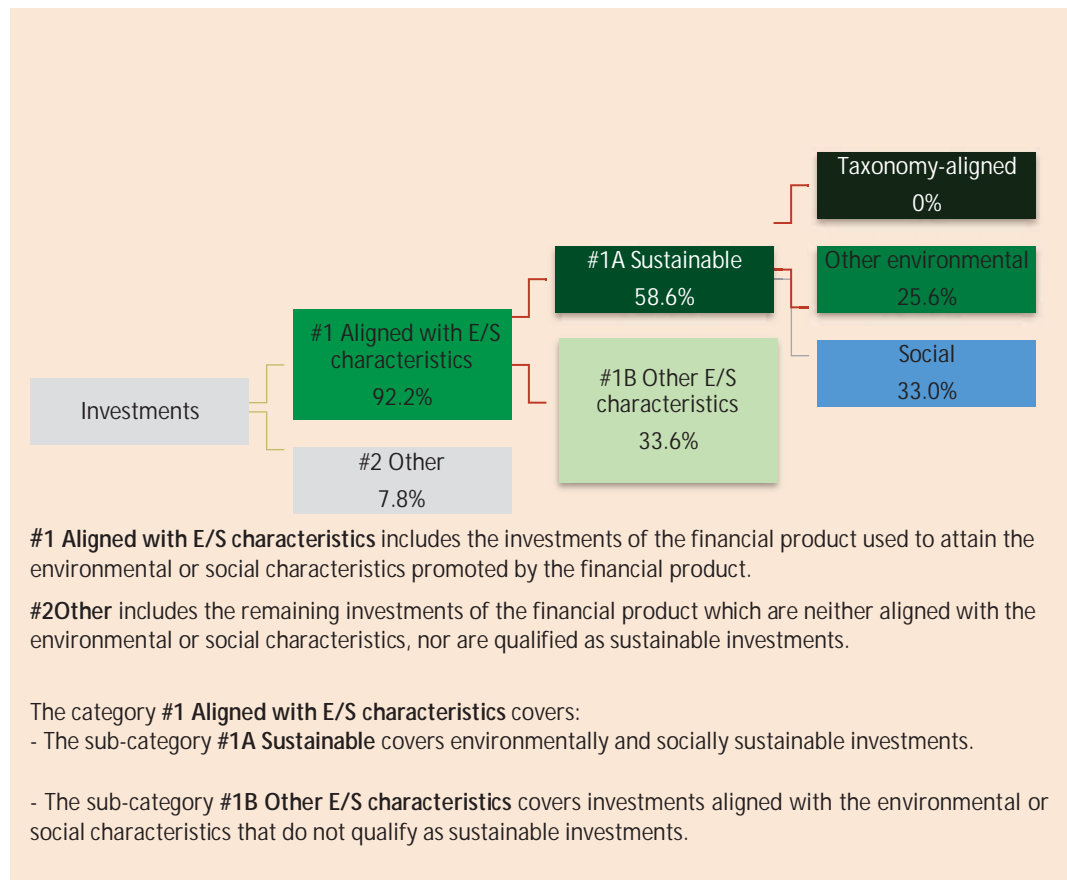 Taxonomy-aligned
0%
#1A Sustainable
58.6%
Other environmental
25.6%
#1 Aligned with E/S
characteristics
92.2%
Social
33.0%
#1B Other E/S
characteristics
33.6%
Investments
#2 Other
7.8%
#1 Aligned with E/S characteristics includes the investments of the financial product used to attain the
environmental or social characteristics promoted by the financial product.
#2Other includes the remaining investments of the financial product which are neither aligned with the
environmental or social characteristics, nor are qualified as sustainable investments.
The category #1 Aligned with E/S characteristics covers:
- The sub-category #1A Sustainable covers environmentally and socially sustainable investments.
- The sub-category #1B Other E/S characteristics covers investments aligned with the environmental or
social characteristics that do not qualify as sustainable investments.